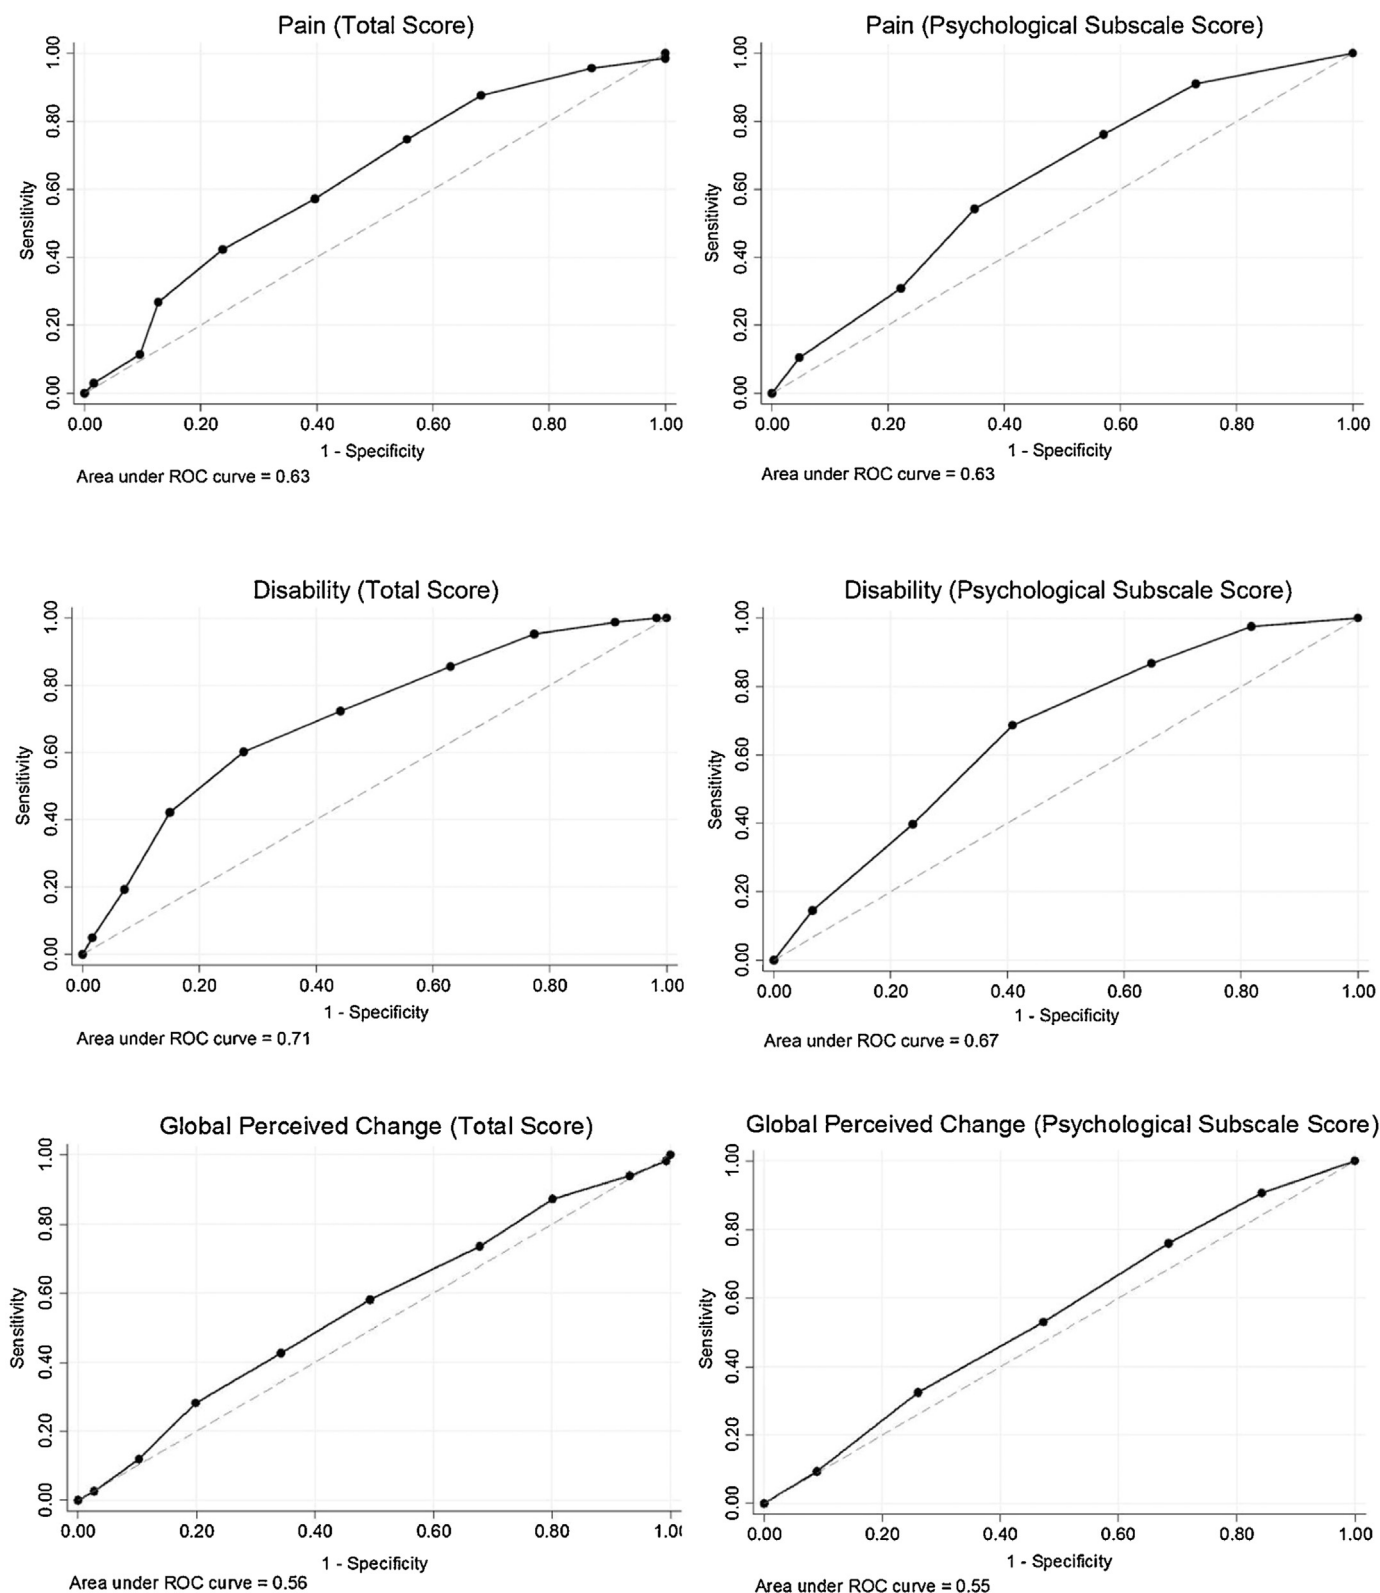 Pain (Total Score)
Sensitivity
0.00 0.20 0.40 0.60 0.80 1.00
0.00 0.20 0.40 0.60 0.80 1.00
1 - Specificity
Area under ROC curve = 0.63
Pain (Psychological Subscale Score)
Sensitivity
0.00 0.20 0.40 0.60 0.80 1.00
0.00 0.20 0.40 0.60 0.80 1.00
1 - Specificity
Area under ROC curve = 0.63
Disability (Total Score)
Sensitivity
0.00 0.20 0.40 0.60 0.80 1.00
0.00 0.20 0.40 0.60 0.80 1.00
1 - Specificity
Area under ROC curve = 0.71
Disability (Psychological Subscale Score)
Sensitivity
0.00 0.20 0.40 0.60 0.80 1.00
0.00 0.20 0.40 0.60 0.80 1.00
1 - Specificity
Area under ROC curve = 0.67
Global Perceived Change (Total Score)
Sensitivity
0.00 0.20 0.40 0.60 0.80 1.00
0.00 0.20 0.40 0.60 0.80 1.0
1 - Specificity
Area under ROC curve = 0.56
Global Perceived Change (Psychological Subscale Score)
Sensitivity
0.00 0.20 0.40 0.60 0.80 1.00
0.00 0.20 0.40 0.60 0.80 1.00
1 - Specificity
Area under ROC curve = 0.55